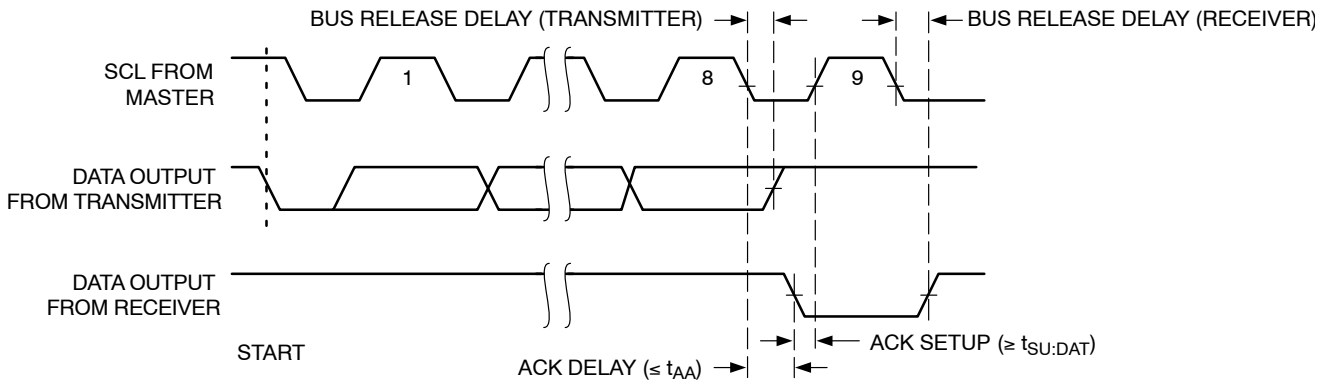 BUS RELEASE DELAY (TRANSMITTER)
BUS RELEASE DELAY (RECEIVER)
SCL FROM
MASTER
1
8
9
DATA OUTPUT
FROM TRANSMITTER
DATA OUTPUT
FROM RECEIVER
START
ACK SETUP (≥ tSU:DAT)
ACK DELAY (≤ tAA)